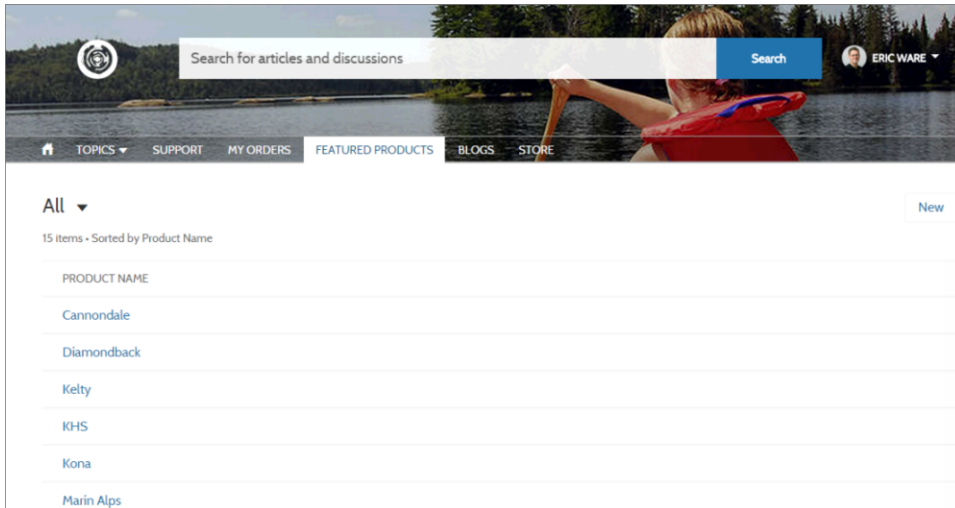 Search for articles and discussions
Search
ERIC WARE
TOPICS SUPPORT MY ORDERS FEATURED PRODUCTS BLOGS STORE
All
New
15 items • Sorted by Product Name
PRODUCT NAME
Cannondale
Diamondback
Kelty
KHS
Kona
Marin Alps